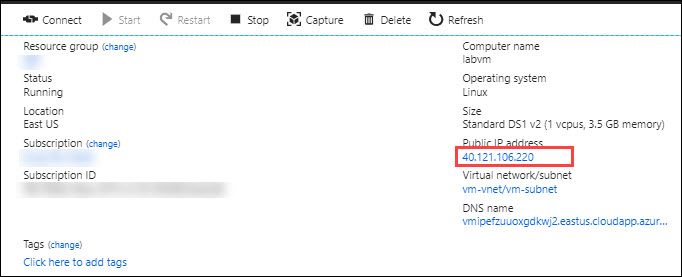 Connect Start Restart Stop Capture Delete Refresh
Resource group (change)
Computer name
labvm
Status
Running
Operating system
Linux
Location
East US
Size
Standard DS1 v2 (1 vcpus, 3.5 GB memory)
Subscription (change)
Public IP address
40.121.106.220
Subscription ID
Virtual network/subnet
vm-vnet/vm-subnet
DNS name
vmipefzuuoxgdkwj2.eastus.cloudapp.azur...
Tags (change)
Click here to add tags